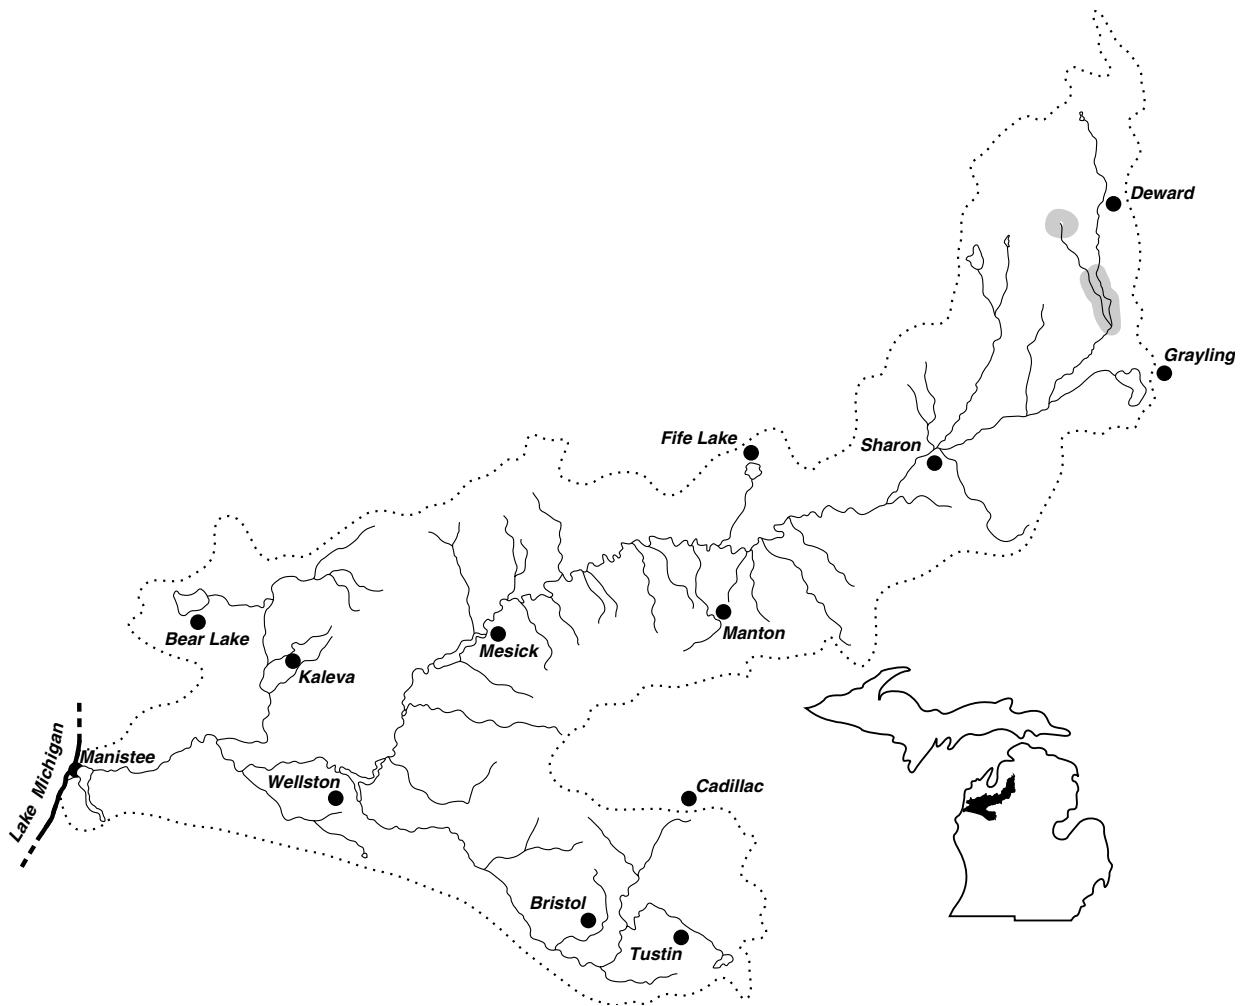 Deward
Grayling
Fife Lake
Sharon
Bear Lake
Manton
Mesick
Kaleva
Lake Michigan
Manistee
Wellston
Cadillac
Bristol
Tustin